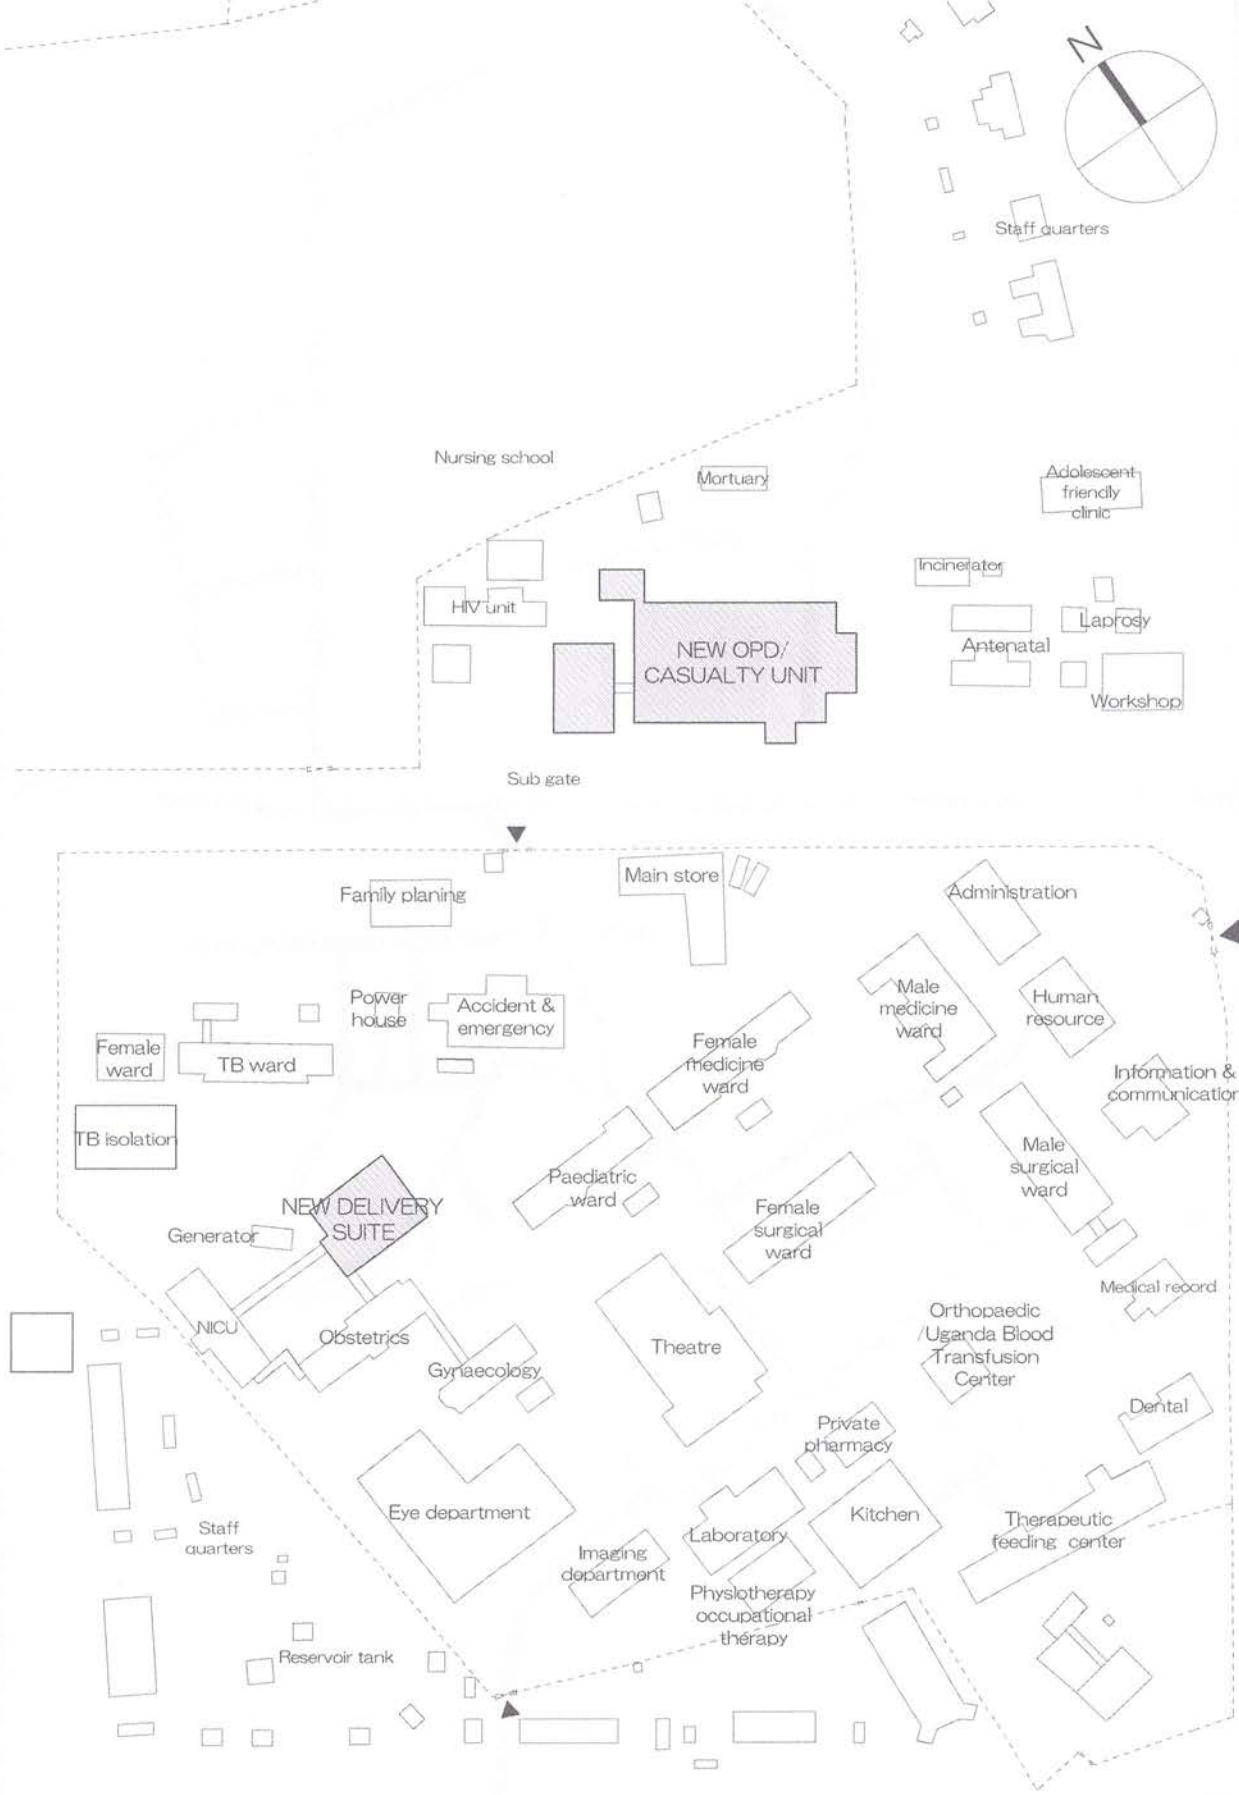 N
Staff quarters
Nursing school
Mortuary
Adolescent
friendly
clinic
Incinerator
HIV unit
Laprosy
NEW OPD/
CASUALTY UNIT
Antenatal
Workshop
Sub gate
Main store
Administration
Family planing
Male
medicine
ward
Human
resource
Power
house
Accident &
emergency
Female
medicine
ward
Female
ward
TB ward
Information &
communication
TB isolation
Male
surgical
ward
Paediatric
ward
NEW DELIVERY
SUITE
Female
surgical
ward
Generator
Medical record
NICU
Obstetrics
Theatre
Orthopaedic
/Uganda Blood
Transfusion
Center
Gynaecology
Dental
Private
pharmacy
Eye department
Kitchen
Therapeutic
feeding center
Staff
quarters
Laboratory
Imaging
department
Physlotherapy
occupational
therapy
Reservoir tank